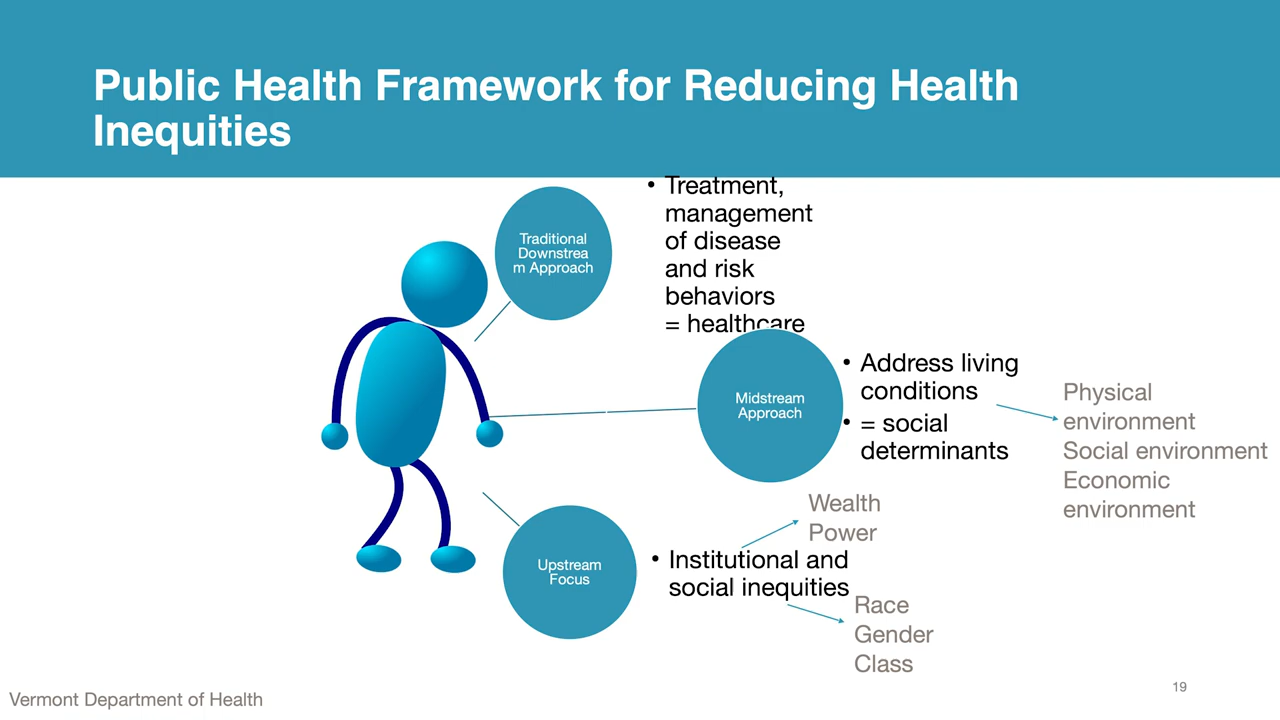 Public Health Framework for Reducing Health
Inequities
Traditional
Downstrea
m Approach
• Treatment,
management
of disease
and risk
behaviors
= healthcare
Midstream
Approach
• Address living
conditions
• = social
determinants
Physical
environment
Social environment
Economic
environment
Wealth
Power
Upstream
Focus
• Institutional and
social inequities
Race
Gender
Class
Vermont Department of Health
19